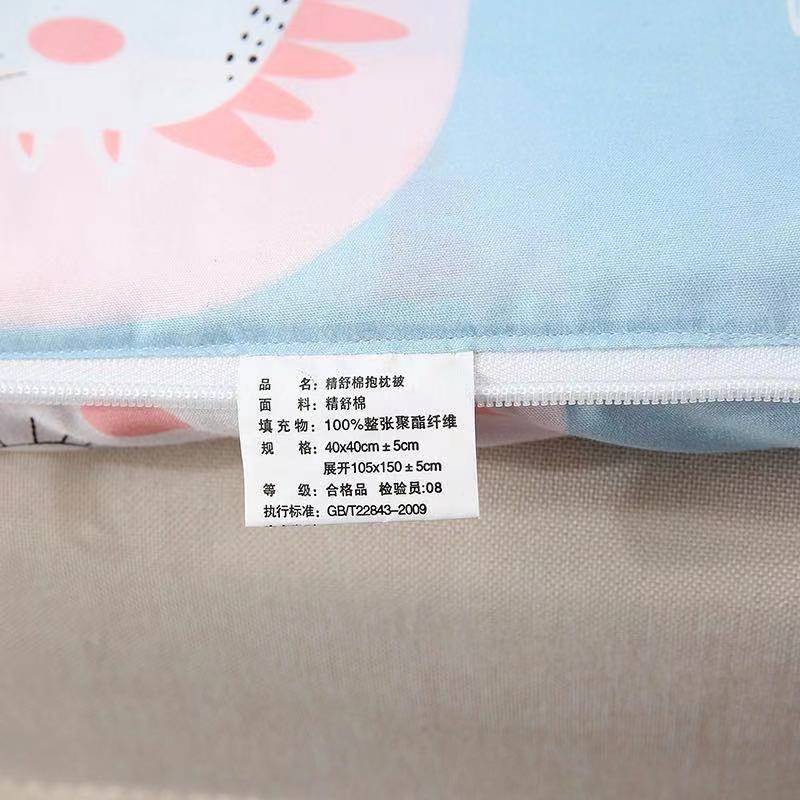 品 名：精舒棉抱枕被
面 料：精舒棉
填 充 物：100%整张聚酯纤维
规 格：40x40cm±5cm
展开105x150±5cm
等 级：合格品 检验员:08
执行标准：GB/T22843-2009